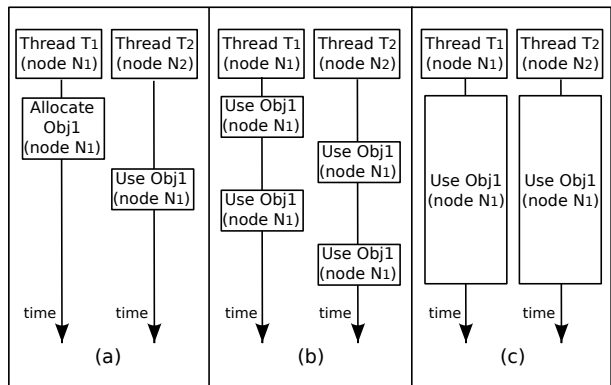 Thread T1
(node N1)
Thread T2
(node N2)
Allocate
Obj1
(node N1)
Use Obj1
(node N1)
time
time
(a)
Thread T1
(node N1)
Thread T2
(node N2)
Use Obj1
(node N1)
Use Obj1
(node N1)
Use Obj1
(node N1)
Use Obj1
(node N1)
time
time
(b)
Thread T1
(node N1)
Thread T2
(node N2)
Use Obj1
(node N1)
Use Obj1
(node N1)
time
time
(c)